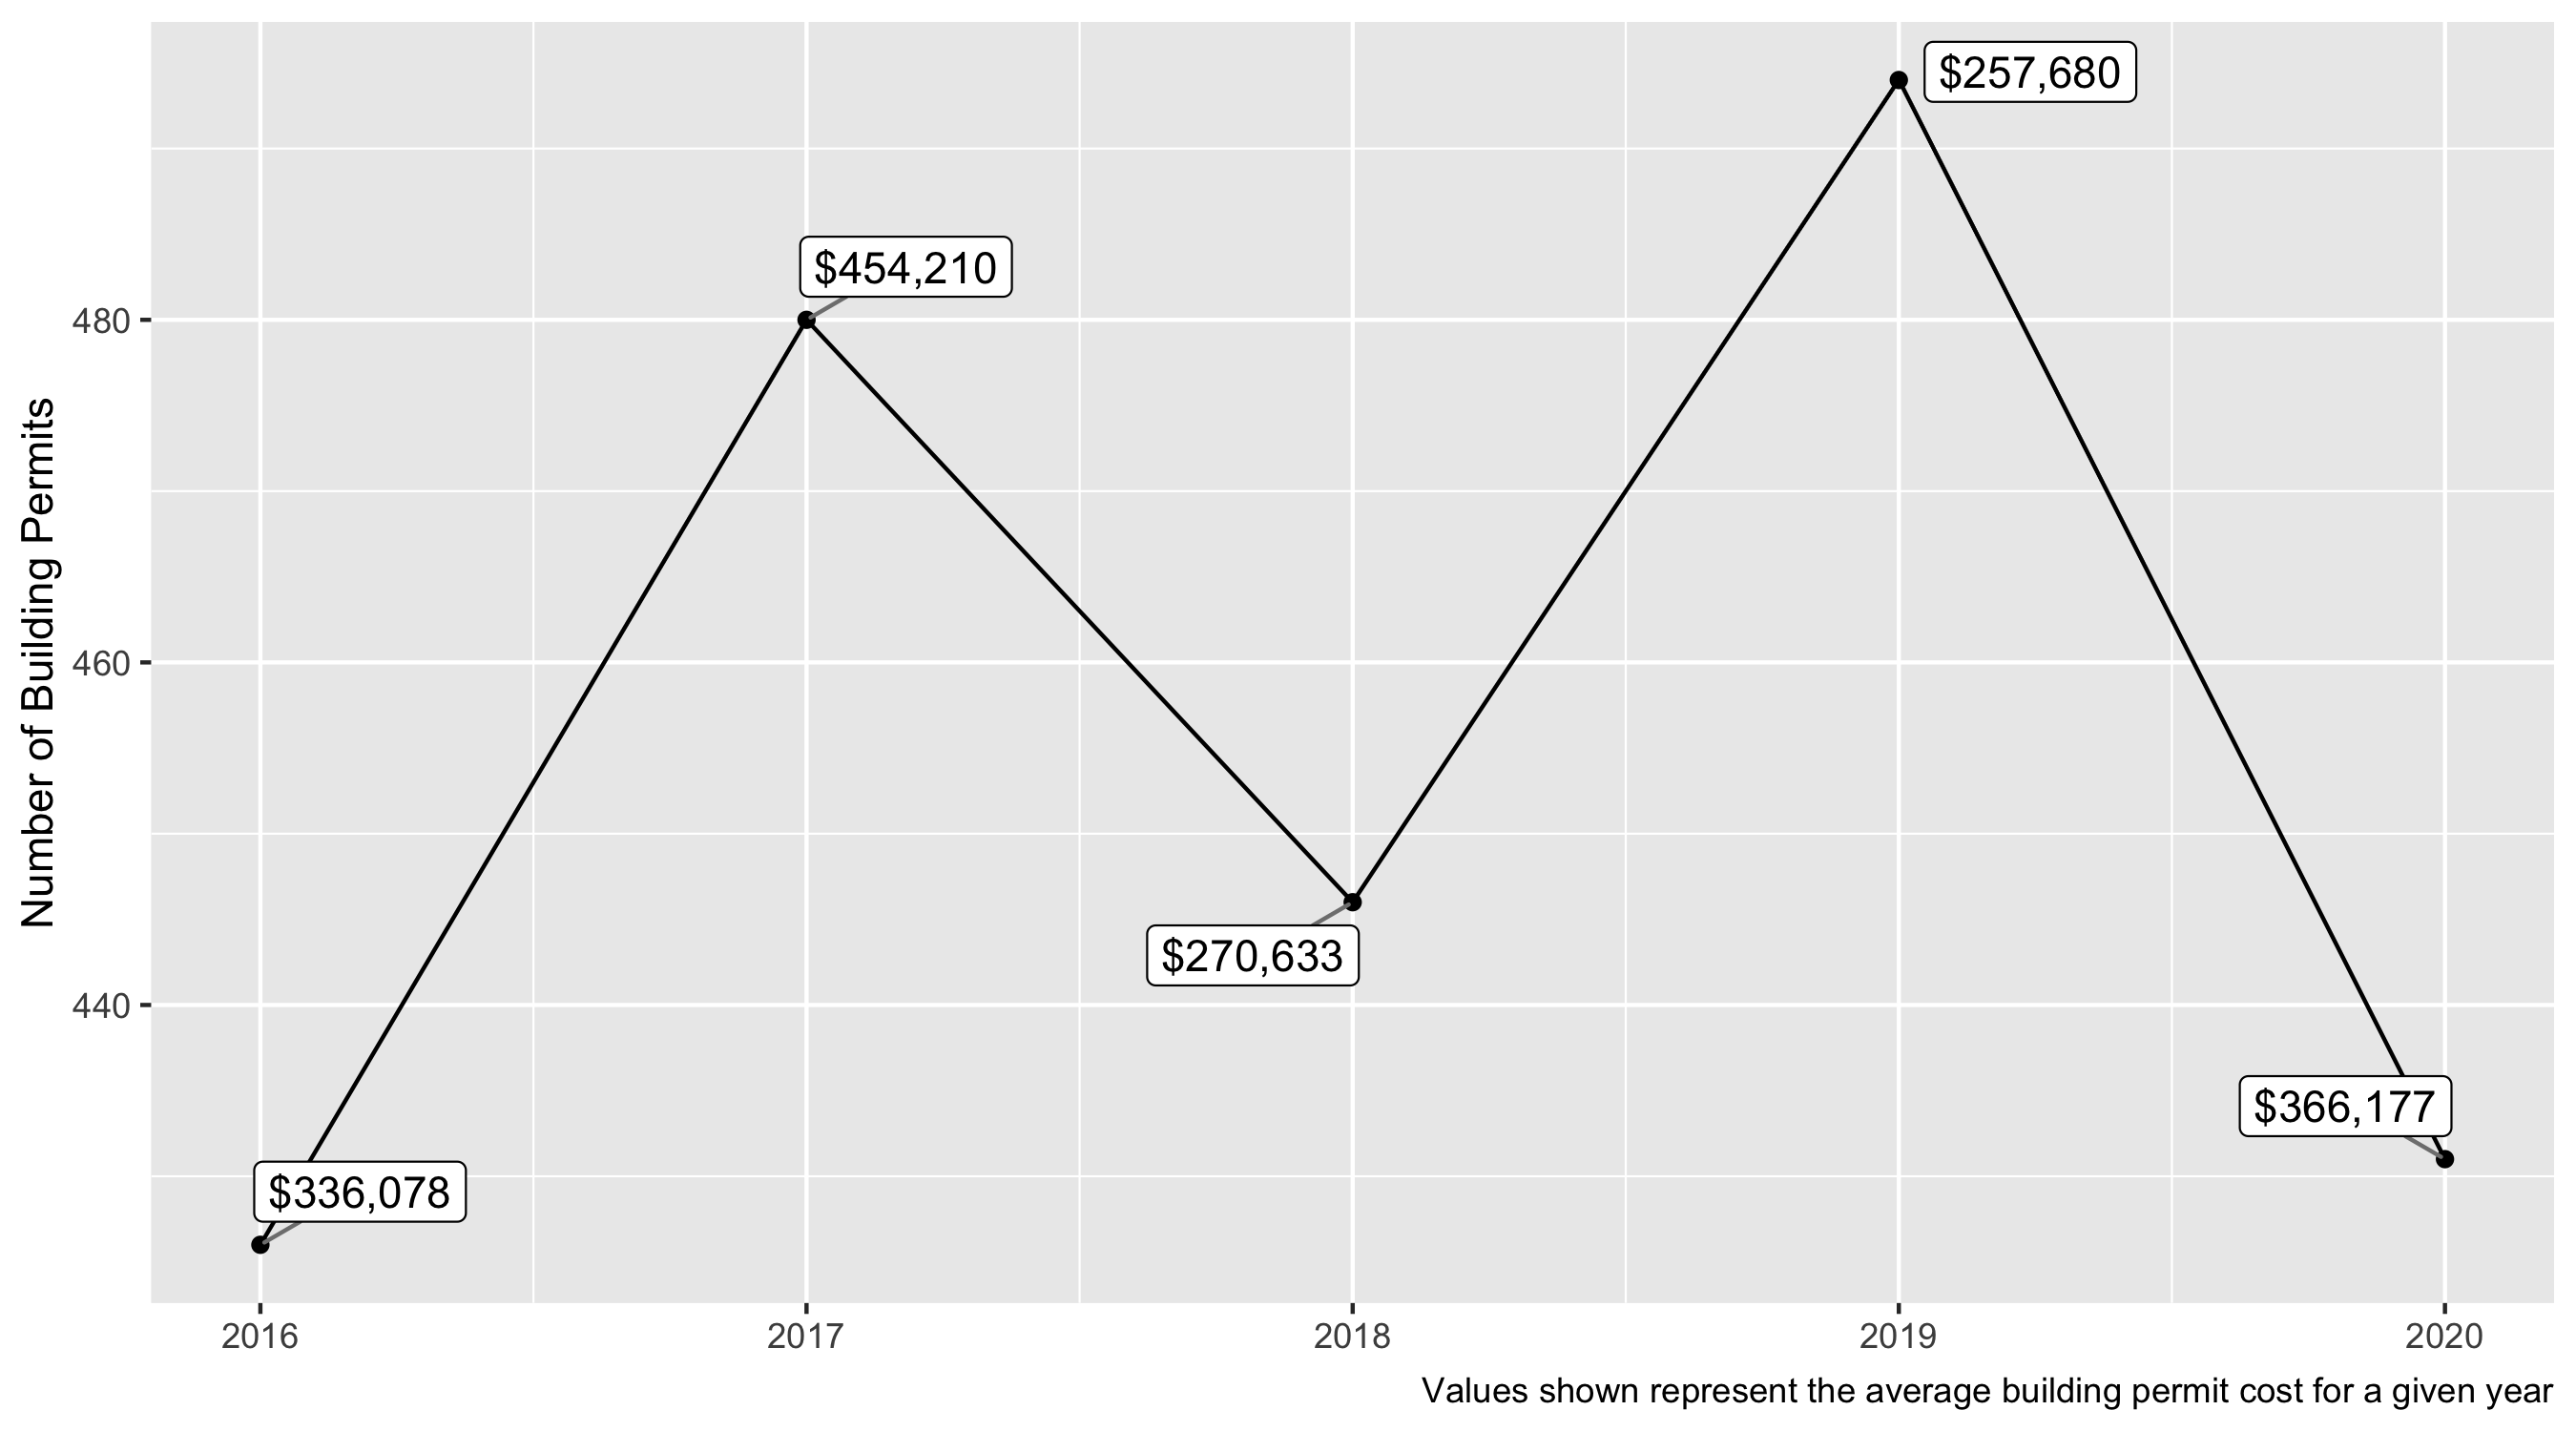 $257,680
$454,210
480
Number of Building Permits
460
$270,633
440
$366,177
$336,078
2016 2017 2018 2019 2020
Values shown represent the average building permit cost for a given year